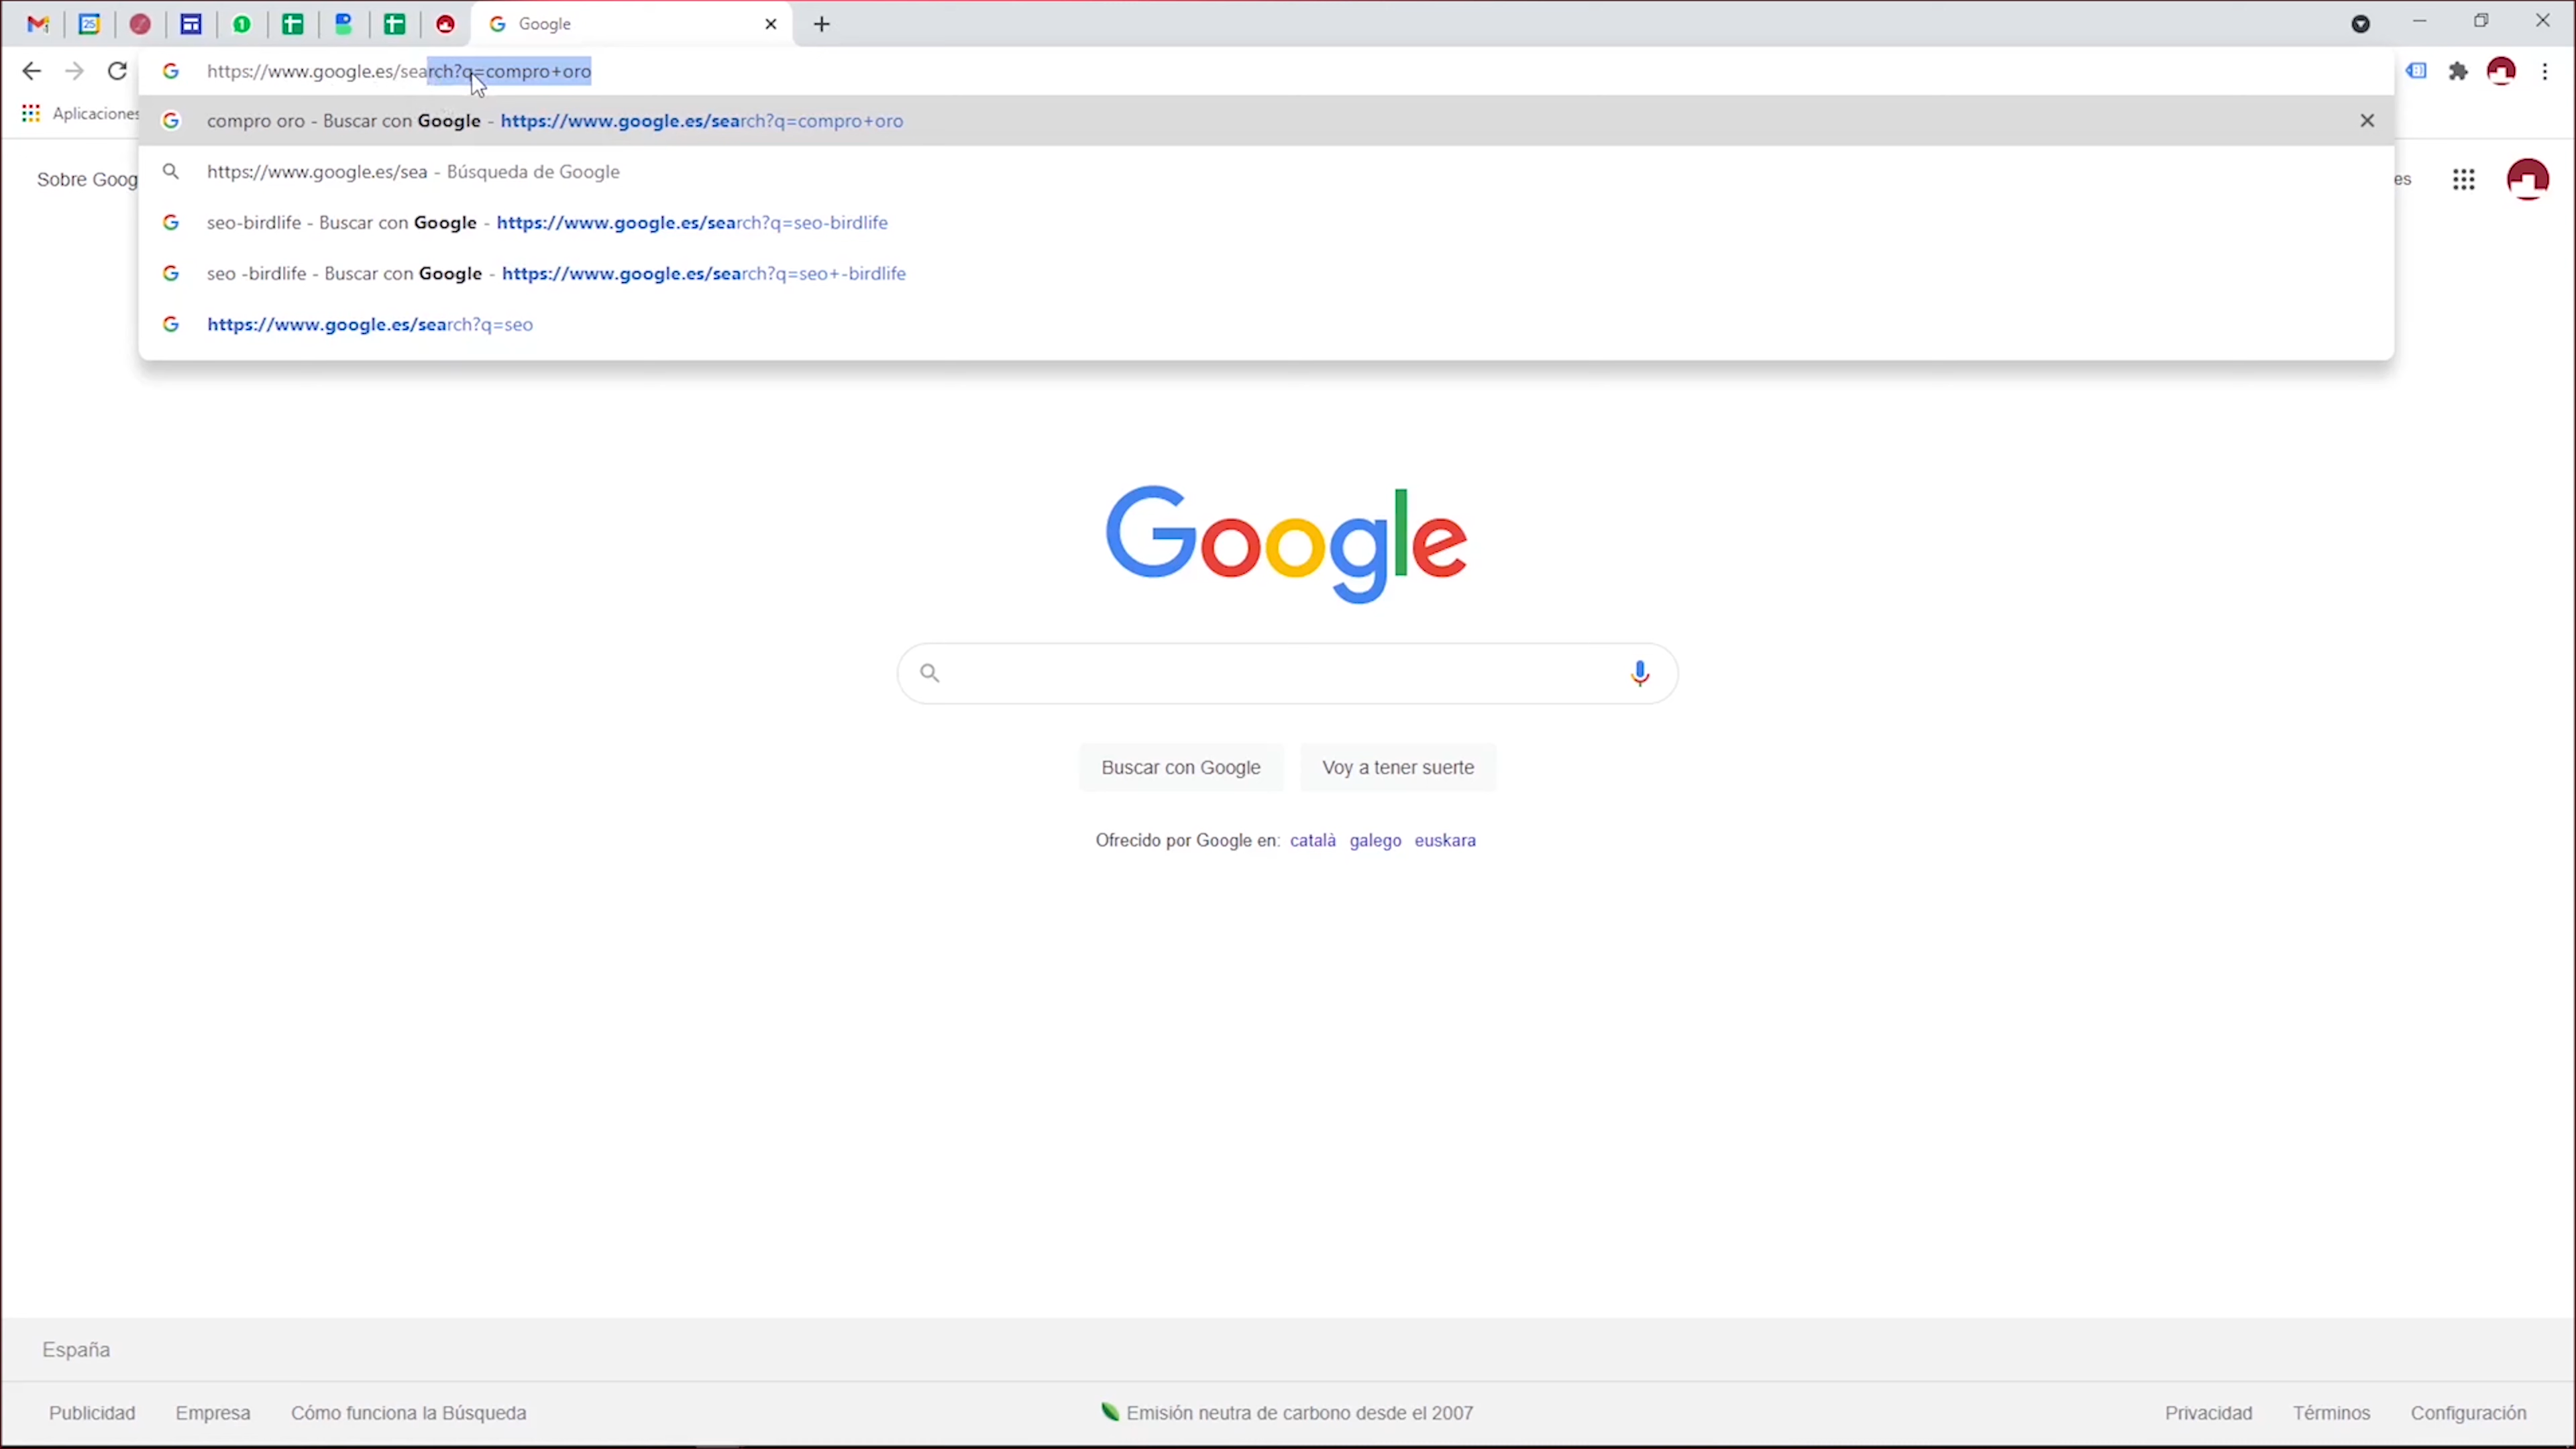 25
1
Google
https://www.google.es/search?q=compro+oro
Aplicaciones
compro oro - Buscar con Google - https://www.google.es/search?q=compro+oro
https://www.google.es/sea - Búsqueda de Google
Sobre Goog
es
seo-birdlife - Buscar con Google - https://www.google.es/search?q=seo-birdlife
seo -birdlife - Buscar con Google - https://www.google.es/search?q=seo+-birdlife
https://www.google.es/search?q=seo
Google
Buscar con Google Voy a tener suerte
Ofrecido por Google en: català galego euskara
España
Publicidad Empresa Cómo funciona la Búsqueda Emisión neutra de carbono desde el 2007 Privacidad Términos Configuración